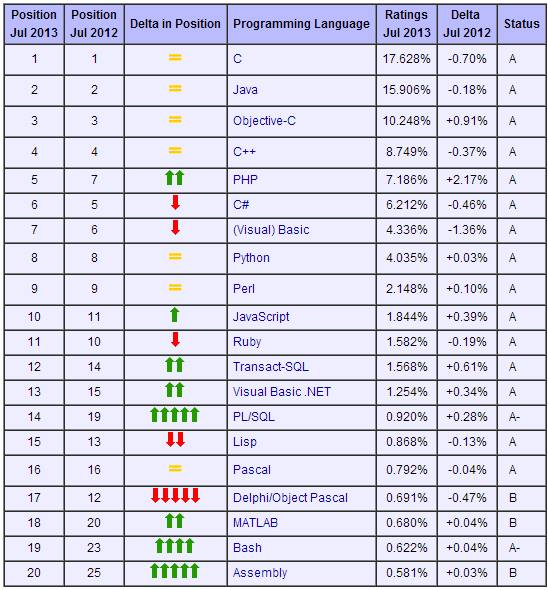 Position Jul 2013 Position Jul 2012 Delta in Position Programming Language Ratings Jul 2013 Delta Jul 2012 Status
1 1 = C 17.628% -0.70% A
2 2 = Java 15.906% -0.18% A
3 3 = Objective-C 10.248% +0.91% A
4 4 = C++ 8.749% -0.37% A
5 7 PHP 7.186% +2.17% A
6 5 C# 6.212% -0.46% A
7 6 (Visual) Basic 4.336% -1.36% A
8 8 = Python 4.035% +0.03% A
9 9 = Perl 2.148% +0.10% A
10 11 JavaScript 1.844% +0.39% A
11 10 Ruby 1.582% -0.19% A
12 14 Transact-SQL 1.568% +0.61% A
13 15 Visual Basic .NET 1.254% +0.34% A
14 19 PL/SQL 0.920% +0.28% A-
15 13 Lisp 0.868% -0.13% A
16 16 = Pascal 0.792% -0.04% A
17 12 Delphi/Object Pascal 0.691% -0.47% B
18 20 MATLAB 0.680% +0.04% B
19 23 Bash 0.622% +0.04% A-
20 25 Assembly 0.581% +0.03% B